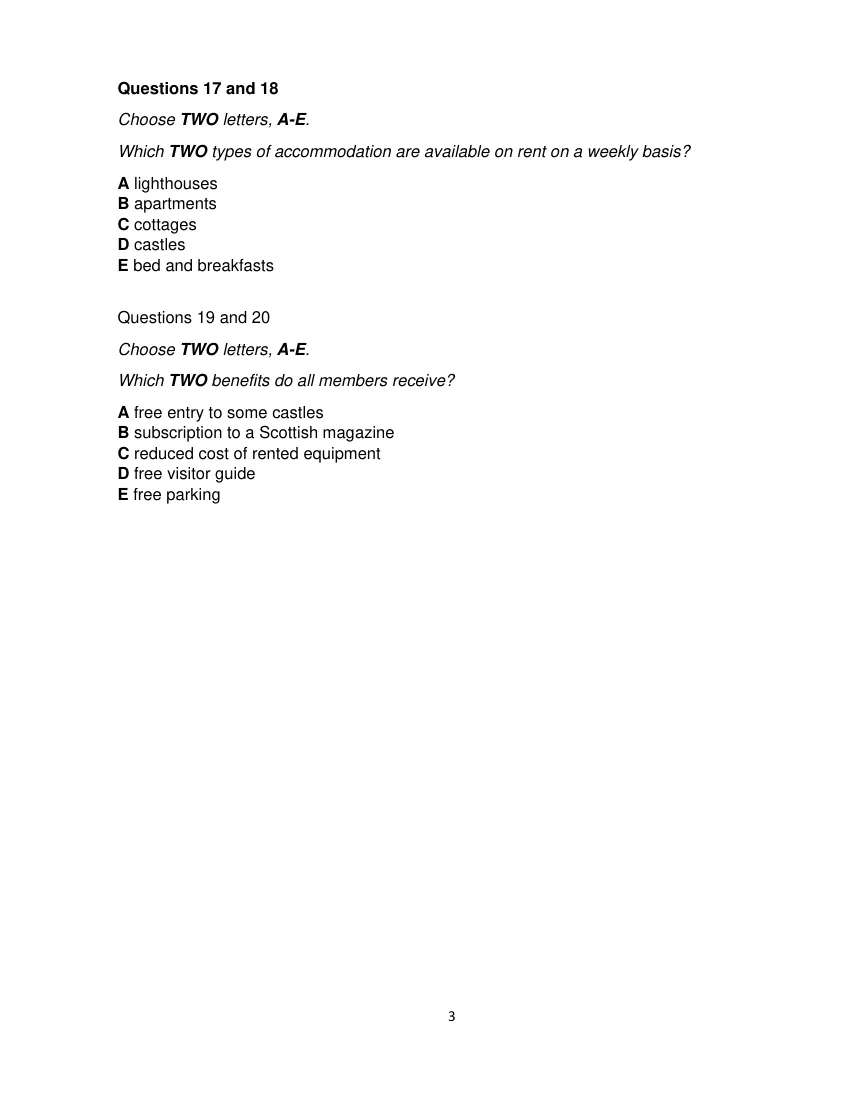 Questions 17 and 18
Choose TWO letters, A-E.
Which TWO types of accommodation are available on rent on a weekly basis?
A lighthouses
B apartments
C cottages
D castles
E bed and breakfasts
Questions 19 and 20
Choose TWO letters, A-E.
Which TWO benefits do all members receive?
A free entry to some castles
B subscription to a Scottish magazine
C reduced cost of rented equipment
D free visitor guide
E free parking
3